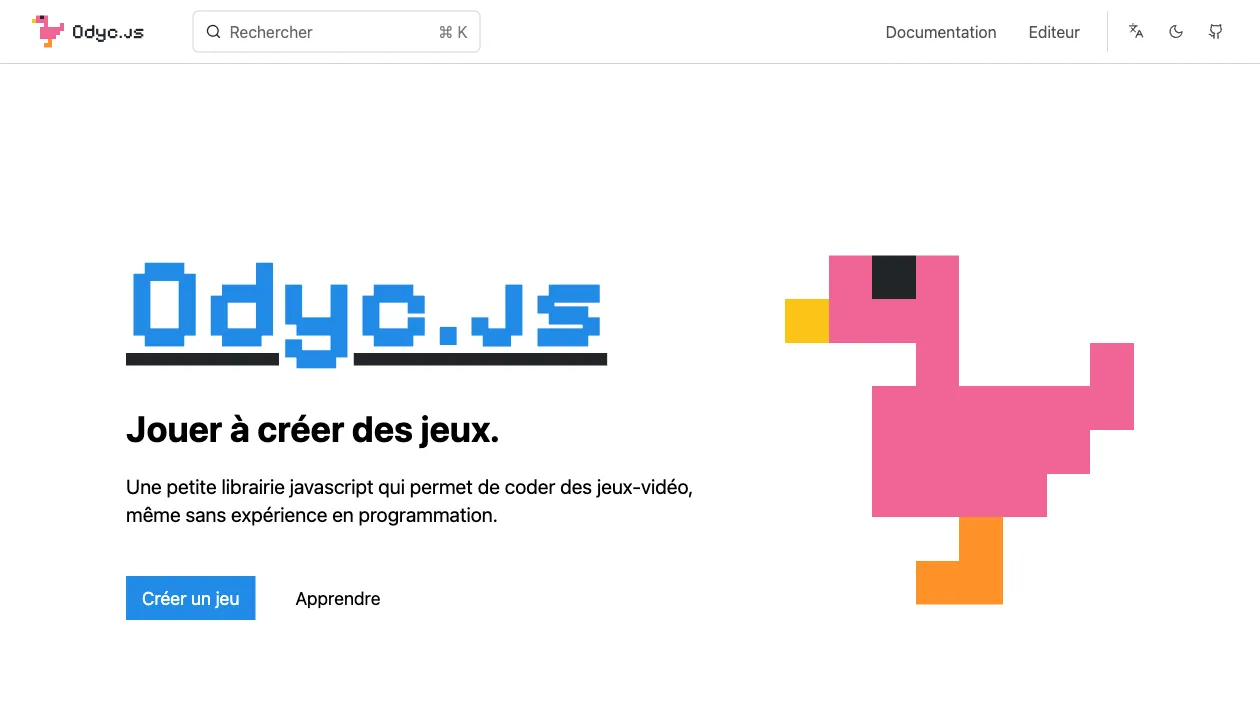 Odyc.js
Rechercher
⌘ K
Documentation
Editeur
Odyc.js
Jouer à créer des jeux.
Une petite librairie javascript qui permet de coder des jeux-vidéo,
même sans expérience en programmation.
Créer un jeu
Apprendre